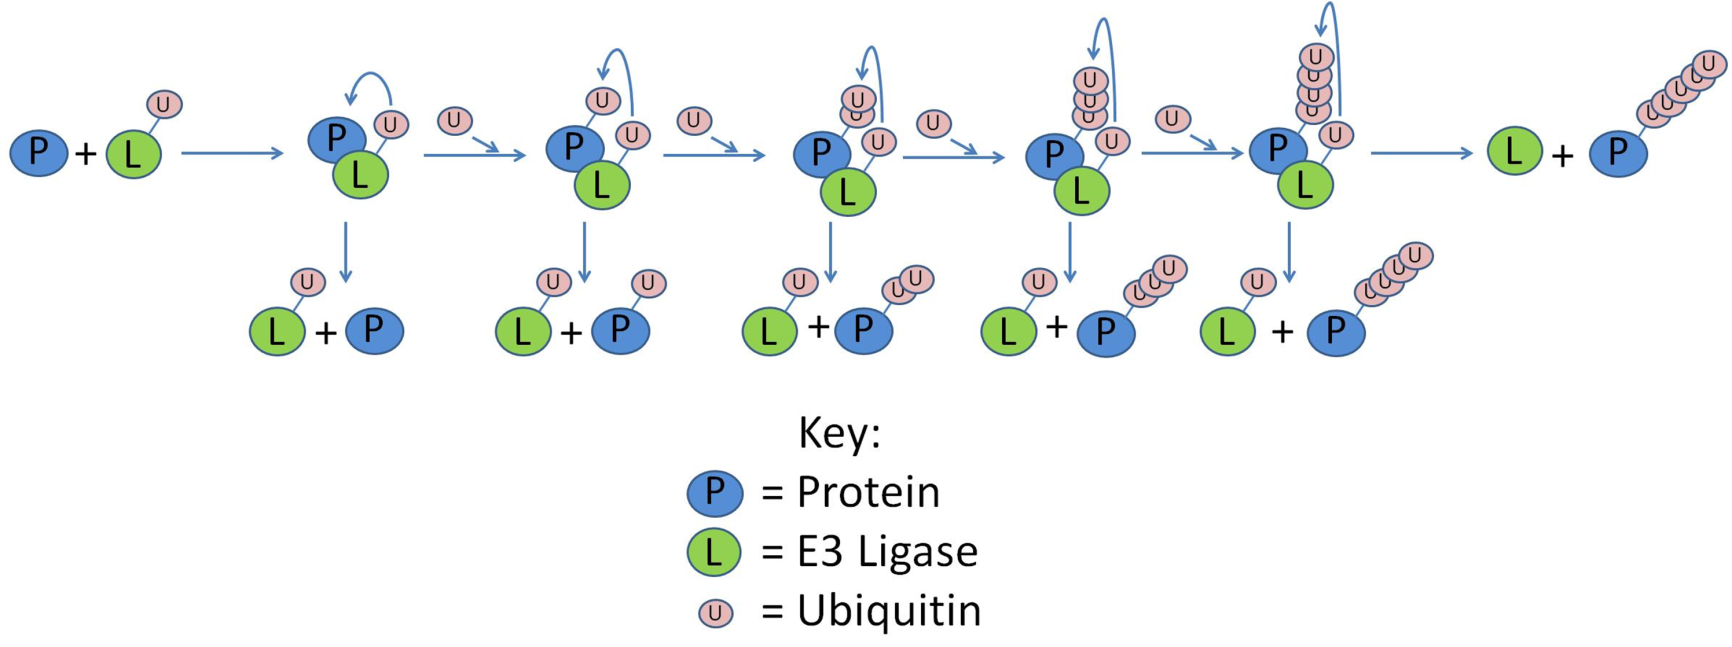 P + L U
P U L
U
U P U L
U
U U P U L
U
U U U P U L
U
U U U U P U L
L + P U U U U U
L U + P
L U + P U
L U + P U U
L U + P U U U
L U + P U U U U
Key:
P = Protein
L = E3 Ligase
U = Ubiquitin